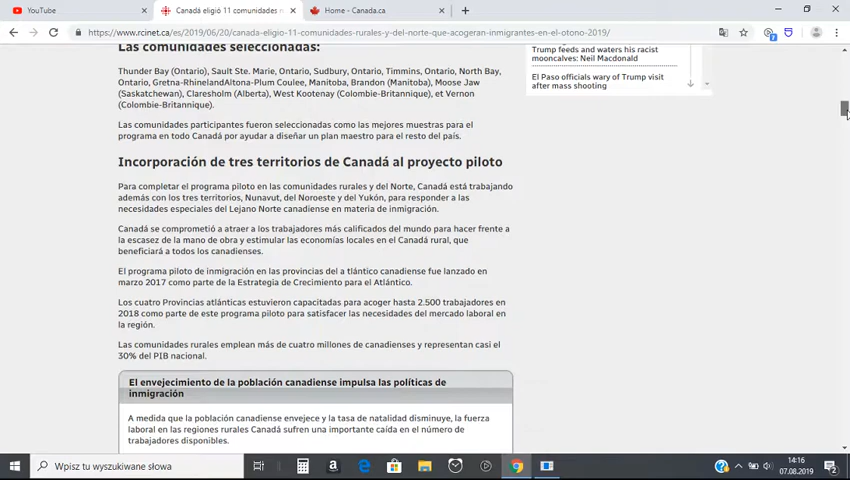 YouTube
Canadá eligió 11 comunidades r
Home - Canada.ca
https://www.rcinet.ca/es/2019/06/20/canada-eligio-11-comunidades-rurales-y-del-norte-que-acogeran-inmigrantes-en-el-otono-2019/
Las comunidades seleccionadas:
Thunder Bay (Ontario), Sault Ste. Marie, Ontario, Sudbury, Ontario, Timmins, Ontario, North Bay,
Ontario, Gretna-RhinelandAltona-Plum Coulee, Manitoba, Brandon (Manitoba), Moose Jaw
(Saskatchewan), Claresholm (Alberta), West Kootenay (Colombie-Britannique), et Vernon
(Colombie-Britannique).
Las comunidades participantes fueron seleccionadas como las mejores muestras para el
programa en todo Canadá por ayudar a diseñar un plan maestro para el resto del país.
Incorporación de tres territorios de Canadá al proyecto piloto
Para completar el programa piloto en las comunidades rurales y del Norte, Canadá está trabajando
además con los tres territorios, Nunavut, del Noroeste y del Yukón, para responder a las
necesidades especiales del Lejano Norte canadiense en materia de inmigración.
Canadá se comprometió a atraer a los trabajadores más calificados del mundo para hacer frente a
la escasez de la mano de obra y estimular las economías locales en el Canadá rural, que
beneficiará a todos los canadienses.
El programa piloto de inmigración en las provincias del a tlántico canadiense fue lanzado en
marzo 2017 como parte de la Estrategia de Crecimiento para el Atlántico.
Los cuatro Provincias atlánticas estuvieron capacitadas para acoger hasta 2.500 trabajadores en
2018 como parte de este programa piloto para satisfacer las necesidades del mercado laboral en
la región.
Las comunidades rurales emplean más de cuatro millones de canadienses y representan casi el
30% del PIB nacional.
El envejecimiento de la población canadiense impulsa las políticas de
inmigración
A medida que la población canadiense envejece y la tasa de natalidad disminuye, la fuerza
laboral en las regiones rurales Canadá sufren una importante caída en el número de
trabajadores disponibles.
Trump feeds and waters his racist
mooncalves: Neil Macdonald
El Paso officials wary of Trump visit
after mass shooting
Wpisz tu wyszukiwane słowa
14:16
07.08.2019